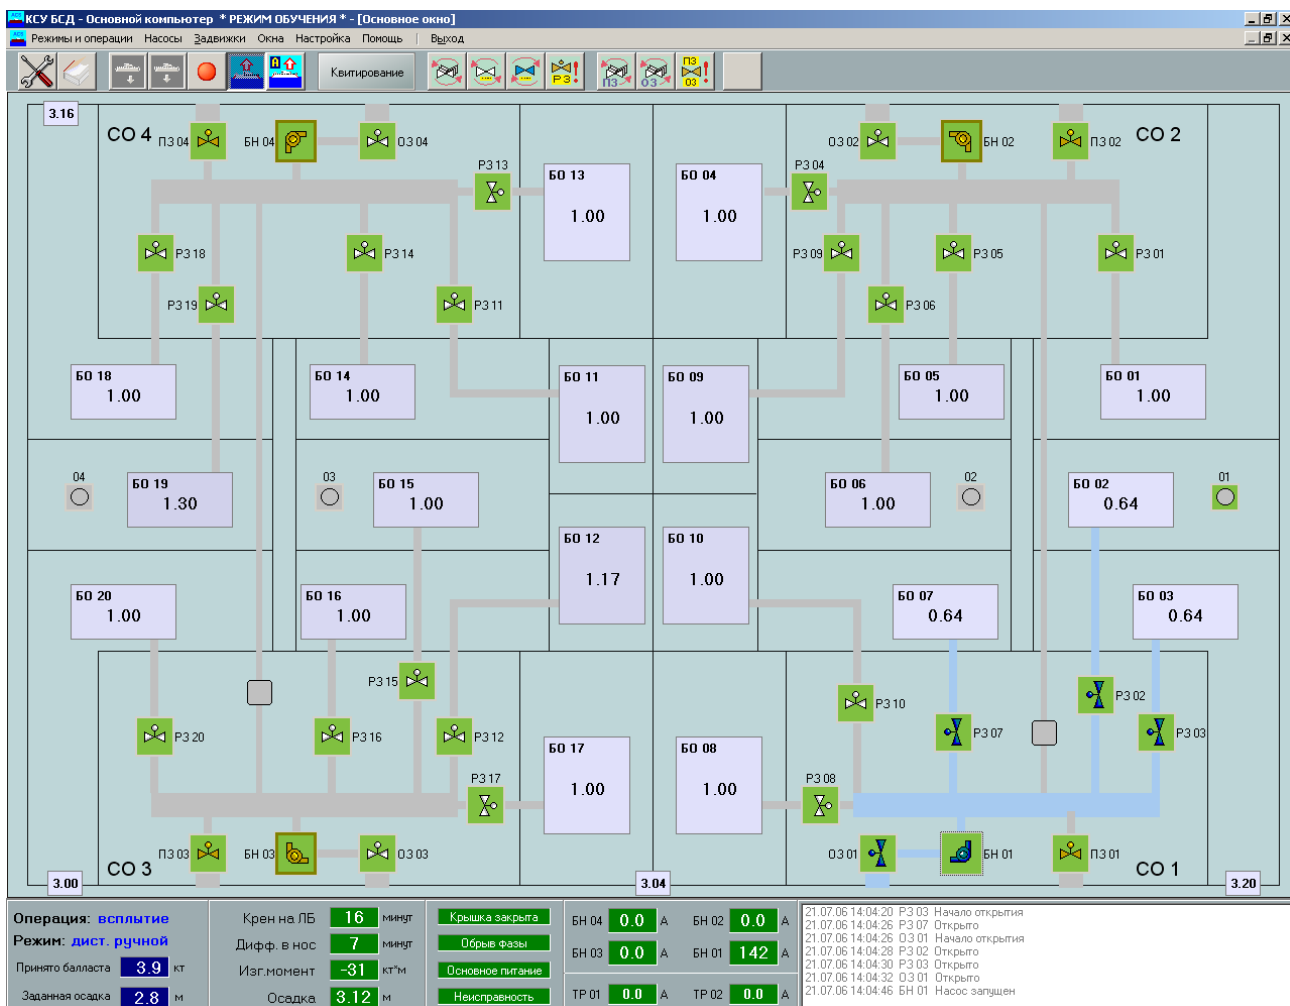 КСУ БСД - Основной компьютер * РЕЖИМ ОБУЧЕНИЯ * - [Основное окно]
Режимы и операции Насосы Задвижки Окна Настройка Помощь Выход
Квитирование
РЗ !
ПЗ
ОЗ
ПЗ ОЗ !
3.16
СО 4
ПЗ 04
БН 04
ОЗ 04
ОЗ 02
БН 02
ПЗ 02
СО 2
РЗ 13
БО 13
1.00
БО 04
1.00
РЗ 04
РЗ 18
РЗ 14
РЗ 09
РЗ 05
РЗ 01
РЗ 19
РЗ 11
РЗ 06
БО 18
1.00
БО 14
1.00
БО 11
1.00
БО 09
1.00
БО 05
1.00
БО 01
1.00
04
БО 19
1.30
03
БО 15
1.00
БО 06
1.00
02
БО 02
0.64
01
БО 12
1.17
БО 10
1.00
БО 20
1.00
БО 16
1.00
БО 07
0.64
БО 03
0.64
РЗ 15
РЗ 10
РЗ 02
РЗ 20
РЗ 16
РЗ 12
РЗ 07
РЗ 03
РЗ 17
БО 17
1.00
БО 08
1.00
РЗ 08
СО 3
ПЗ 03
БН 03
ОЗ 03
ОЗ 01
БН 01
ПЗ 01
СО 1
3.00
3.04
3.20
Операция: всплытие
Режим: дист. ручной
Принято балласта 3.9 кт
Заданная осадка 2.8 м
Крен на ЛБ 16 минут
Дифф. в нос 7 минут
Изг.момент -31 кт*м
Осадка 3.12 м
Крышка закрыта
Обрыв фазы
Основное питание
Неисправность
БН 04 0.0 А БН 02 0.0 А
БН 03 0.0 А БН 01 142 А
ТР 01 0.0 А ТР 02 0.0 А
21.07.06 14:04:20 РЗ 03 Начало открытия
21.07.06 14:04:26 РЗ 07 Открыто
21.07.06 14:04:26 ОЗ 01 Начало открытия
21.07.06 14:04:28 РЗ 02 Открыто
21.07.06 14:04:30 РЗ 03 Открыто
21.07.06 14:04:32 ОЗ 01 Открыто
21.07.06 14:04:46 БН 01 Насос запущен